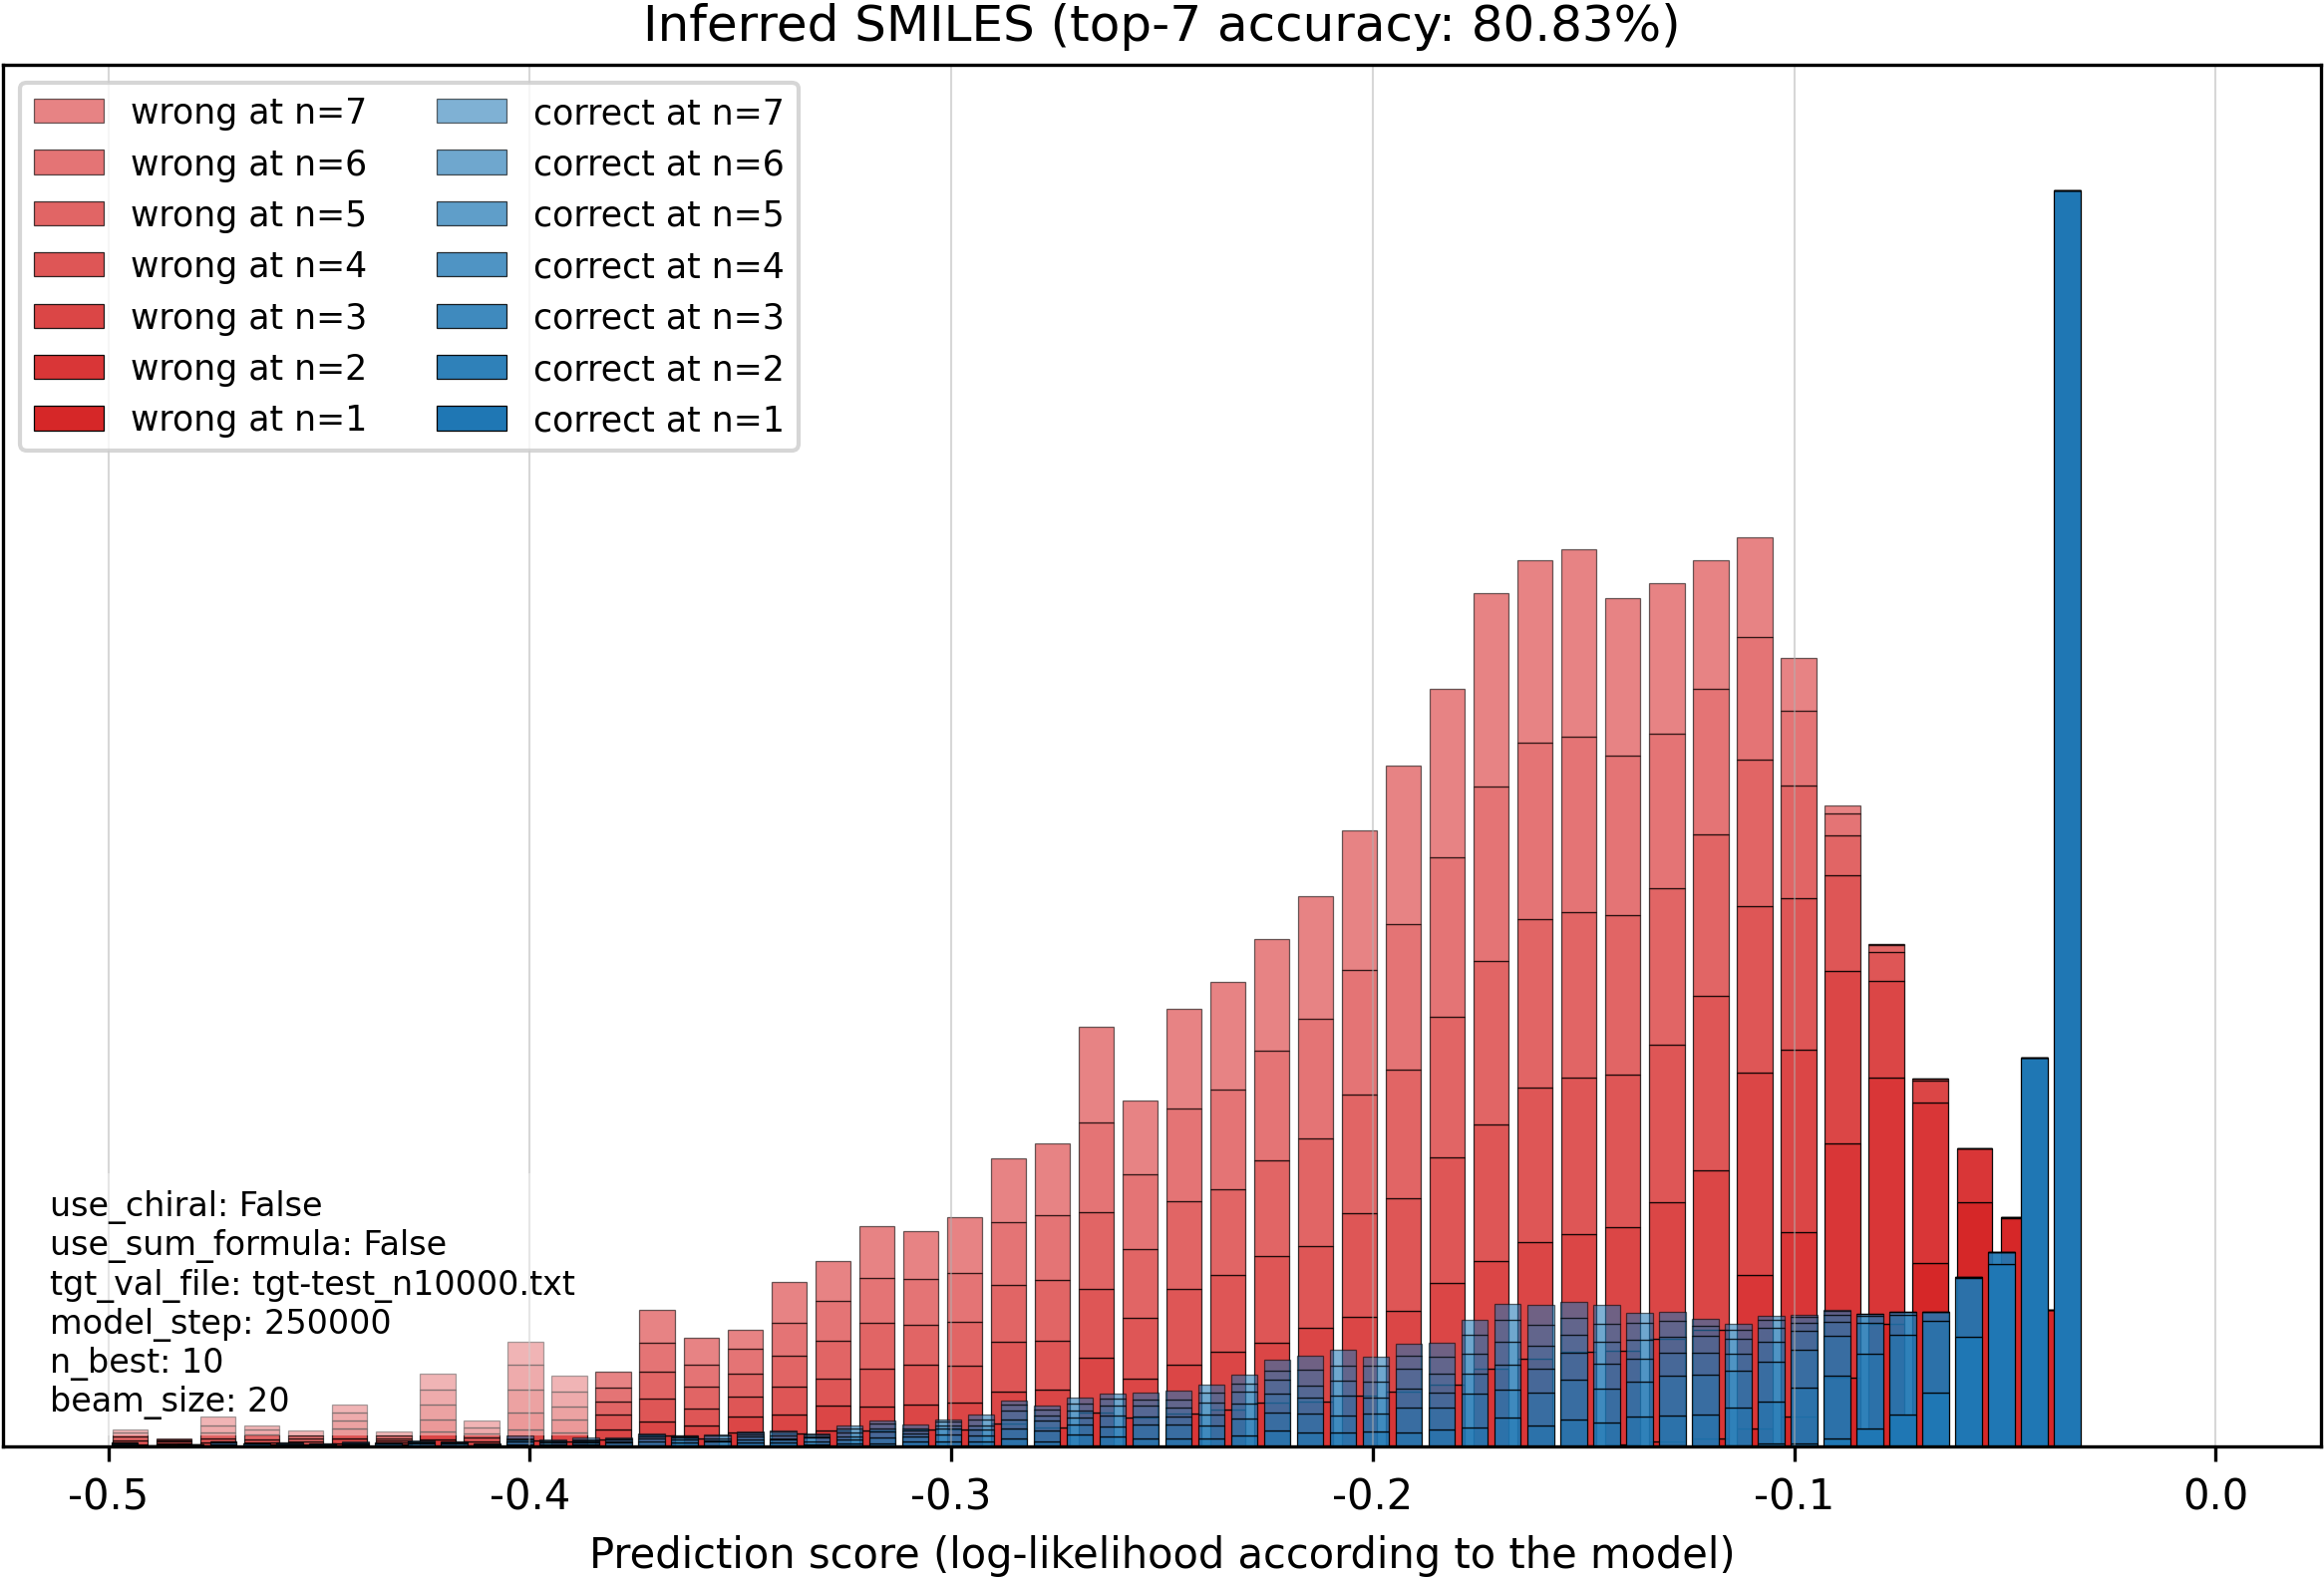 Inferred SMILES (top-7 accuracy: 80.83%)
wrong at n=7
wrong at n=6
wrong at n=5
wrong at n=4
wrong at n=3
wrong at n=2
wrong at n=1
correct at n=7
correct at n=6
correct at n=5
correct at n=4
correct at n=3
correct at n=2
correct at n=1
use_chiral: False
use_sum_formula: False
tgt_val_file: tgt-test_n10000.txt
model_step: 250000
n_best: 10
beam_size: 20
-0.5 -0.4 -0.3 -0.2 -0.1 0.0
Prediction score (log-likelihood according to the model)